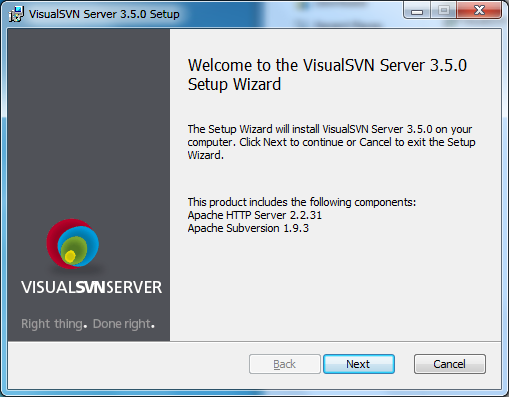 VisualSVN Server 3.5.0 Setup
Welcome to the VisualSVN Server 3.5.0
Setup Wizard
The Setup Wizard will install VisualSVN Server 3.5.0 on your
computer. Click Next to continue or Cancel to exit the Setup
Wizard.
This product includes the following components:
Apache HTTP Server 2.2.31
Apache Subversion 1.9.3
VISUALSVNSERVER
Right thing. Done right.
Back
Next
Cancel